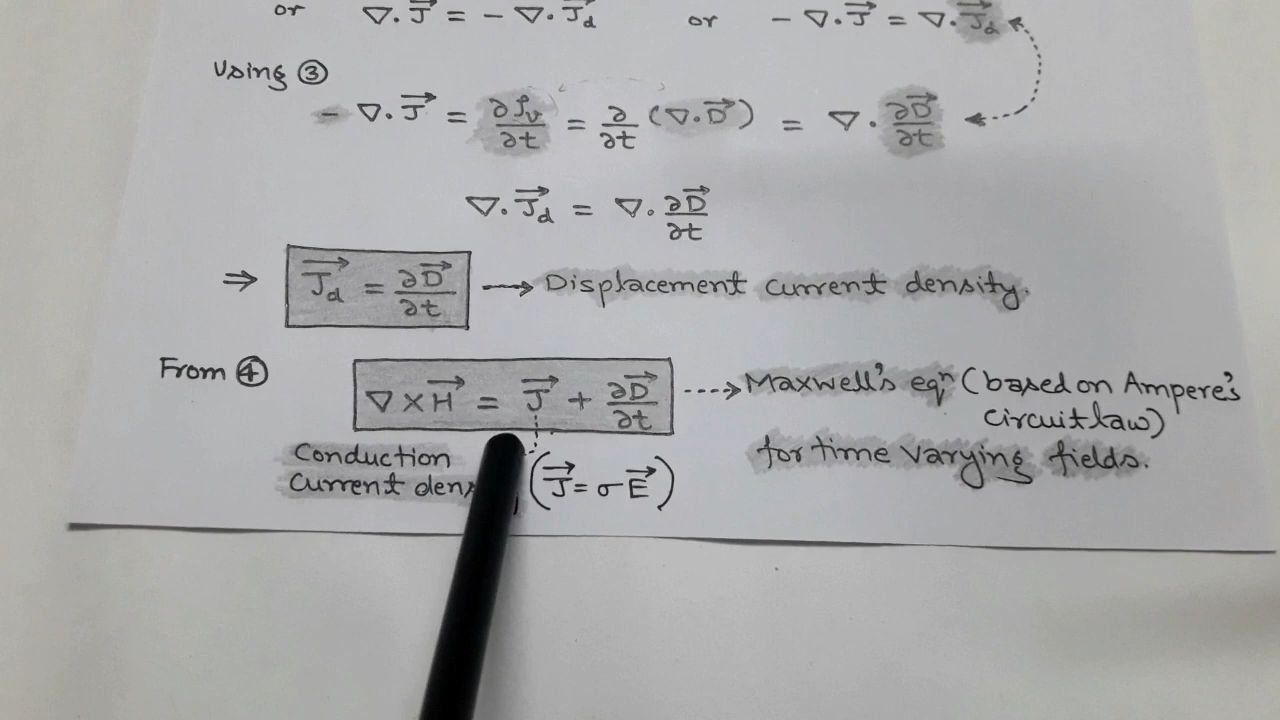 or ∇.J⃗ = - ∇.J⃗d or - ∇.J⃗ = ∇.J⃗d
Using ③
- ∇.J⃗ = ∂ρv/∂t = ∂/∂t (∇.D⃗) = ∇.∂D⃗/∂t
∇.J⃗d = ∇.∂D⃗/∂t
⇒ J⃗d = ∂D⃗/∂t → Displacement current density.
From ④ ∇×H⃗ = J⃗ + ∂D⃗/∂t ----> Maxwell's eqⁿ (based on Ampere's
Circuit law)
for time varying fields.
Conduction
Current (J⃗ = σE⃗)